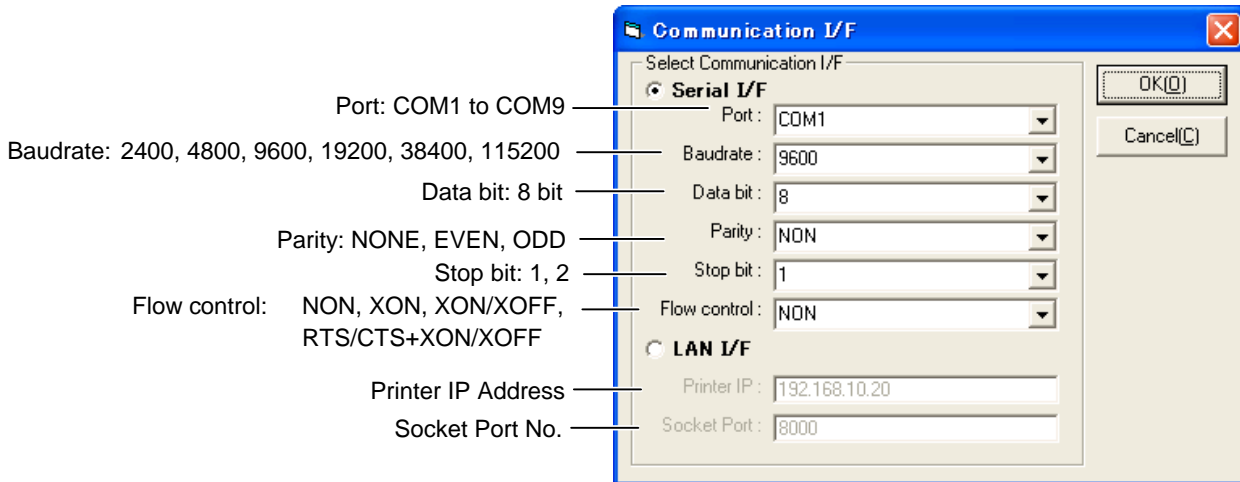 Communication I/F
Select Communication I/F
OK(O)
Serial I/F
Port: COM1 to COM9
Port : COM1
Cancel(C)
Baudrate: 2400, 4800, 9600, 19200, 38400, 115200
Baudrate : 9600
Data bit: 8 bit
Data bit : 8
Parity: NONE, EVEN, ODD
Parity : NON
Stop bit: 1, 2
Stop bit : 1
Flow control: NON, XON, XON/XOFF,
RTS/CTS+XON/XOFF
Flow control : NON
LAN I/F
Printer IP Address
Printer IP : 192.168.10.20
Socket Port No.
Socket Port : 8000